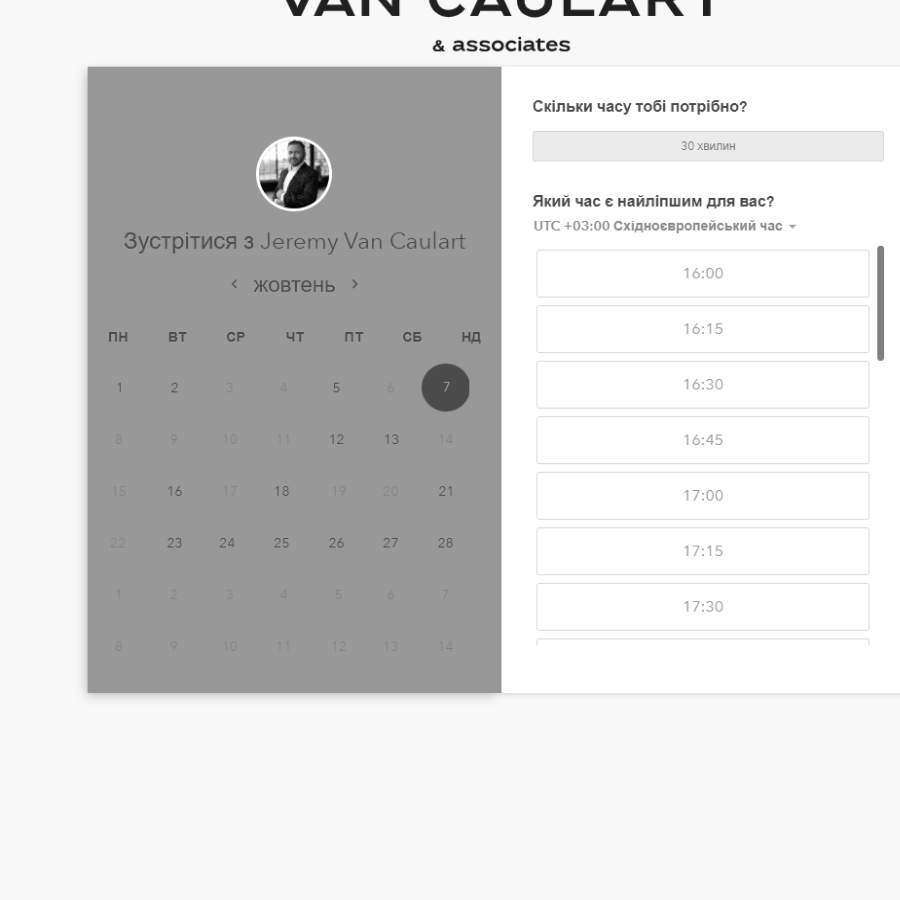 VAN CAULART
& associates
Зустрітися з Jeremy Van Caulart
жовтень
ПН ВТ СР ЧТ ПТ СБ НД
1 2 3 4 5 6 7
8 9 10 11 12 13 14
15 16 17 18 19 20 21
22 23 24 25 26 27 28
1 2 3 4 5 6 7
8 9 10 11 12 13 14
Скільки часу тобі потрібно?
30 хвилин
Який час є найліпшим для вас?
UTC +03:00 Східноєвропейський час
16:00
16:15
16:30
16:45
17:00
17:15
17:30